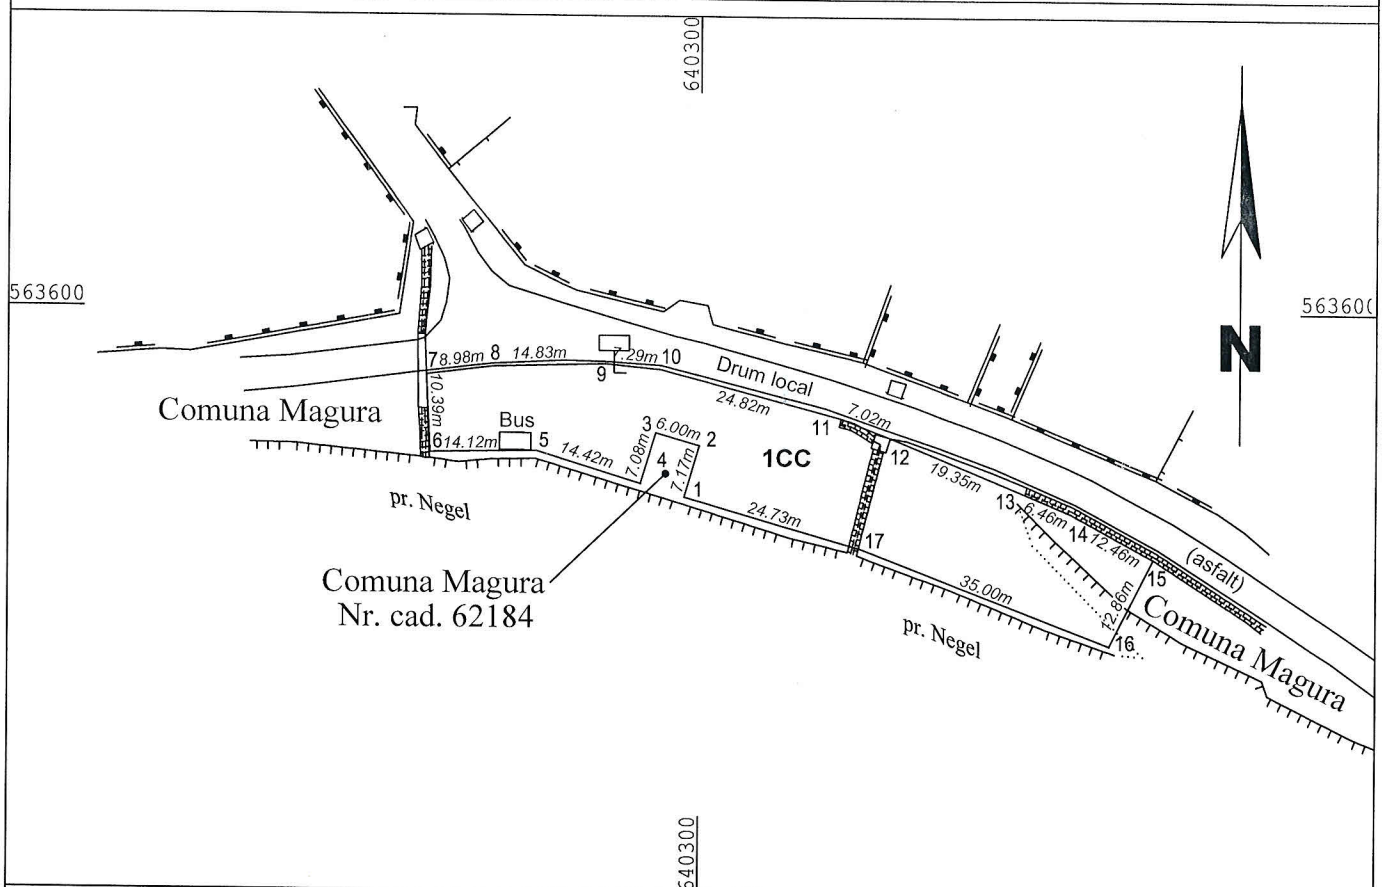 640300
563600
563600
N
7
8.98m
8
14.83m
9
7.29m
10
Drum local
24.82m
7.02m
11
12
19.35m
13
6.46m
14
12.46m
15
(asfalt)
10.39m
Comuna Magura
6
14.12m
Bus
5
14.42m
7.08m
3
6.00m
2
4
7.17m
1
1CC
24.73m
17
35.00m
12.86m
16
pr. Negel
pr. Negel
Comuna Magura
Comuna Magura
Nr. cad. 62184
640300